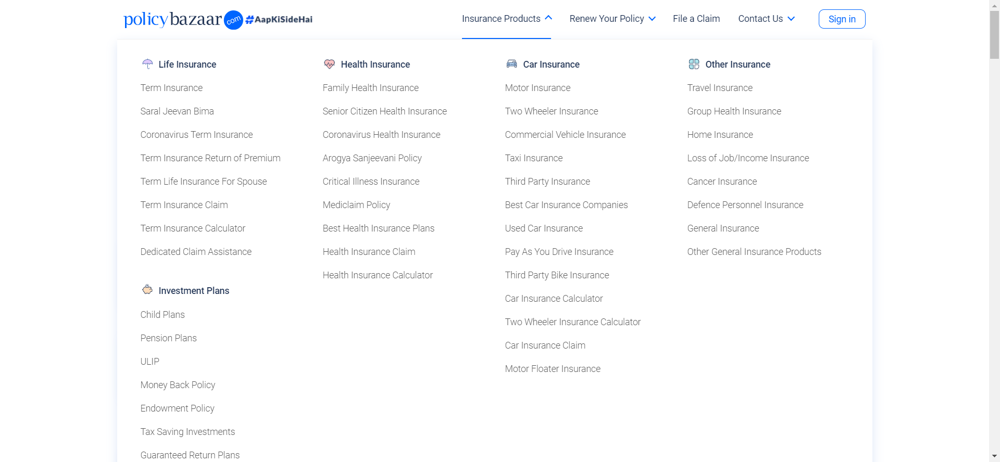 policybazaar.com #AapKiSideHai
Insurance Products
Renew Your Policy
File a Claim
Contact Us
Sign in
Life Insurance
Term Insurance
Saral Jeevan Bima
Coronavirus Term Insurance
Term Insurance Return of Premium
Term Life Insurance For Spouse
Term Insurance Claim
Term Insurance Calculator
Dedicated Claim Assistance
Investment Plans
Child Plans
Pension Plans
ULIP
Money Back Policy
Endowment Policy
Tax Saving Investments
Guaranteed Return Plans
Health Insurance
Family Health Insurance
Senior Citizen Health Insurance
Coronavirus Health Insurance
Arogya Sanjeevani Policy
Critical Illness Insurance
Mediclaim Policy
Best Health Insurance Plans
Health Insurance Claim
Health Insurance Calculator
Car Insurance
Motor Insurance
Two Wheeler Insurance
Commercial Vehicle Insurance
Taxi Insurance
Third Party Insurance
Best Car Insurance Companies
Used Car Insurance
Pay As You Drive Insurance
Third Party Bike Insurance
Car Insurance Calculator
Two Wheeler Insurance Calculator
Car Insurance Claim
Motor Floater Insurance
Other Insurance
Travel Insurance
Group Health Insurance
Home Insurance
Loss of Job/Income Insurance
Cancer Insurance
Defence Personnel Insurance
General Insurance
Other General Insurance Products